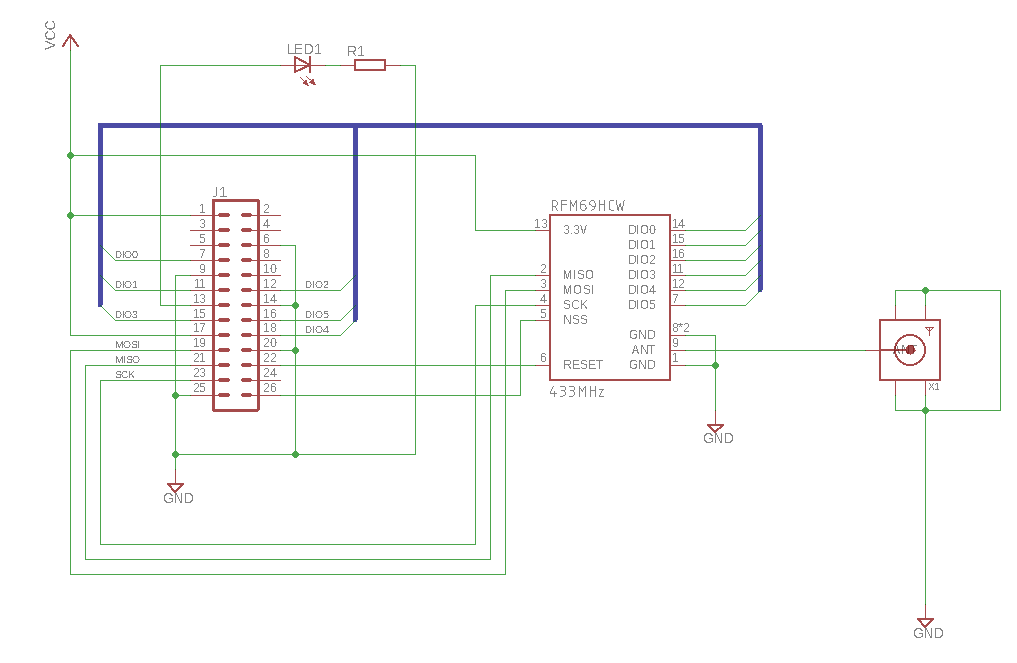 VCC
LED1 R1
J1
RFM69HCW
1 2
3 4
5 6
7 8
9 10
11 12
13 14
15 16
17 18
19 20
21 22
23 24
25 26
DIO0
DIO1
DIO3
MOSI
MISO
SCK
DIO2
DIO5
DIO4
13 3.3V DIO0 14
DIO1 15
DIO2 16
2 MISO DIO3 11
3 MOSI DIO4 12
4 SCK DIO5 7
5 NSS
GND 8*2
ANT 9
6 RESET GND 1
433MHz
ANT
X1
GND
GND
GND